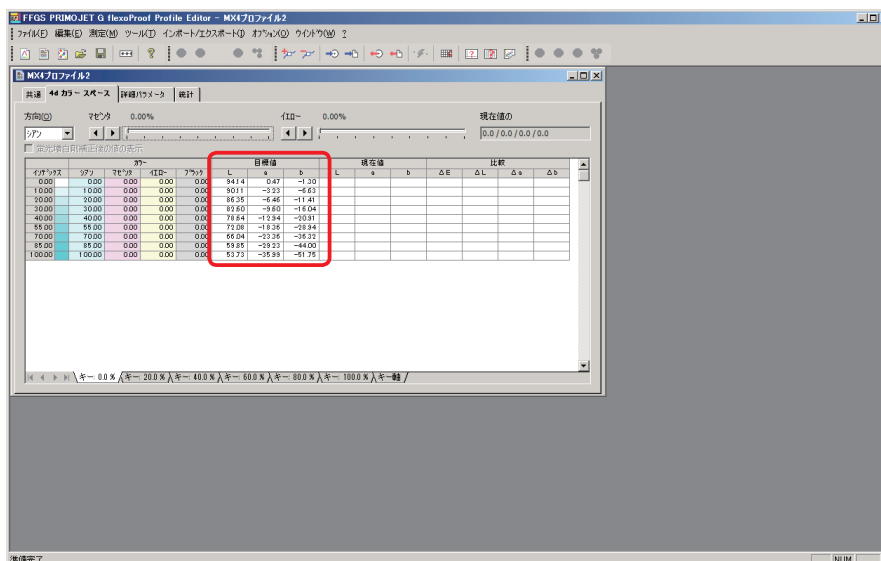 FFGS PRIMOJET G flexoProof Profile Editor - MX4プロファイル2
ファイル(F) 編集(E) 測定(M) ツール(T) インポート/エクスポート(I) オプション(O) ウインドウ(W) ?
MX4プロファイル2
共通 4d カラー スペース 詳細パラメータ 統計
方向(O) マゼンタ 0.00% イエロー 0.00% 現在値の
シアン 0.0 / 0.0 / 0.0 / 0.0
蛍光増白剤補正後の値の表示
カラー 目標値 現在値 比較
インデックス シアン マゼンタ イエロー ブラック L a b L a b ΔE ΔL Δa Δb
0.00 0.00 0.00 0.00 0.00 94.14 0.47 -1.30
10.00 10.00 0.00 0.00 0.00 90.11 -3.23 -6.63
20.00 20.00 0.00 0.00 0.00 86.35 -6.46 -11.41
30.00 30.00 0.00 0.00 0.00 82.60 -9.60 -16.04
40.00 40.00 0.00 0.00 0.00 78.64 -12.94 -20.91
55.00 55.00 0.00 0.00 0.00 72.08 -18.36 -28.94
70.00 70.00 0.00 0.00 0.00 66.04 -23.36 -36.32
85.00 85.00 0.00 0.00 0.00 59.85 -29.23 -44.00
100.00 100.00 0.00 0.00 0.00 53.73 -35.99 -51.75
キー: 0.0 % キー: 20.0 % キー: 40.0 % キー: 60.0 % キー: 80.0 % キー: 100.0 % キー軸
準備完了 NUM